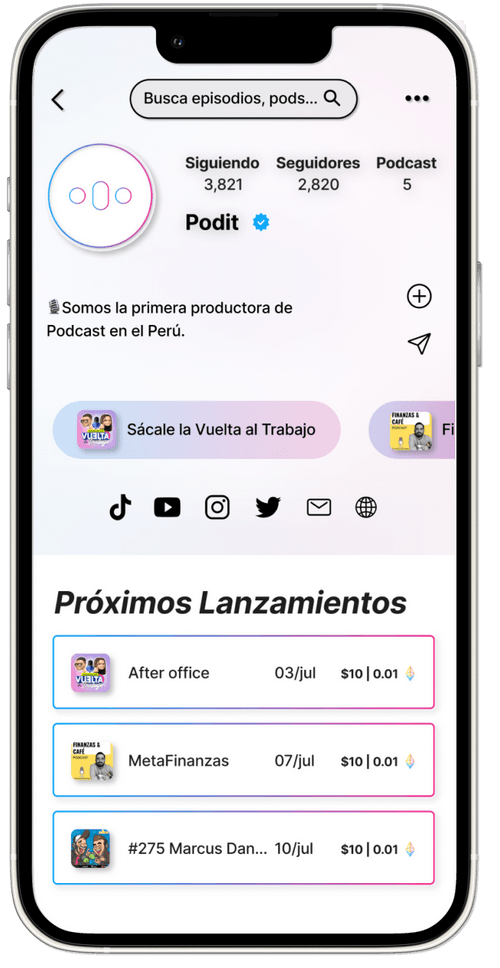 Busca episodios, pods...
Siguiendo Seguidores Podcast
3,821 2,820 5
Podit
Somos la primera productora de
Podcast en el Perú.
VUELTA
Sácale la Vuelta al Trabajo
FINANZAS &
CAFÉ
PODCAST
Fi
Próximos Lanzamientos
VUELTA
After office 03/jul $10 | 0.01
FINANZAS &
CAFÉ
PODCAST
MetaFinanzas 07/jul $10 | 0.01
#275 Marcus Dan... 10/jul $10 | 0.01